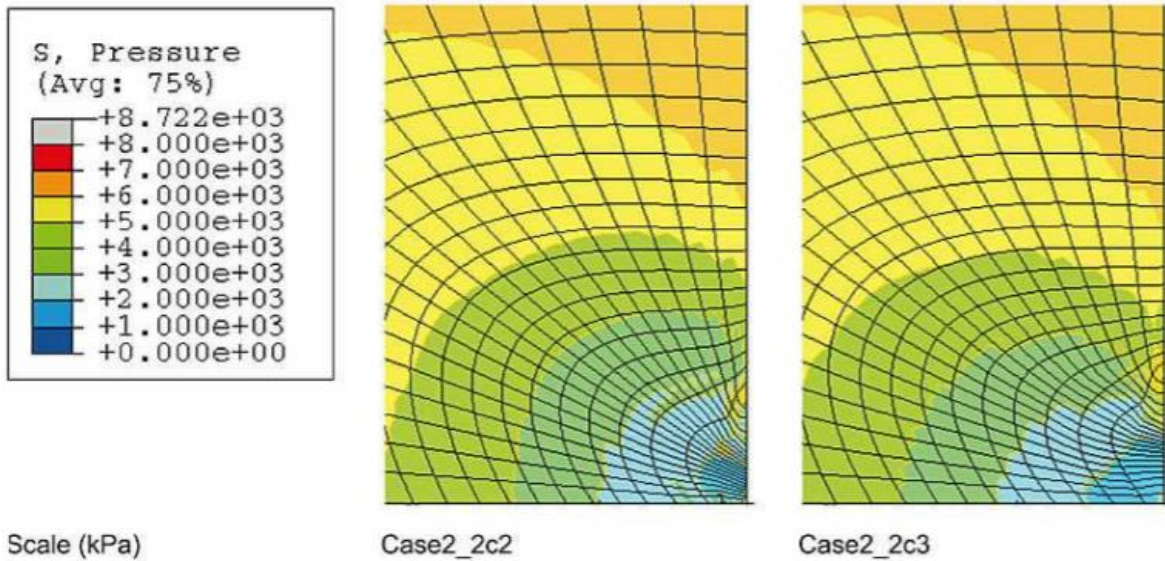 S, Pressure
(Avg: 75%)
+8.722e+03
+8.000e+03
+7.000e+03
+6.000e+03
+5.000e+03
+4.000e+03
+3.000e+03
+2.000e+03
+1.000e+03
+0.000e+00
Scale (kPa)
Case2_2c2
Case2_2c3